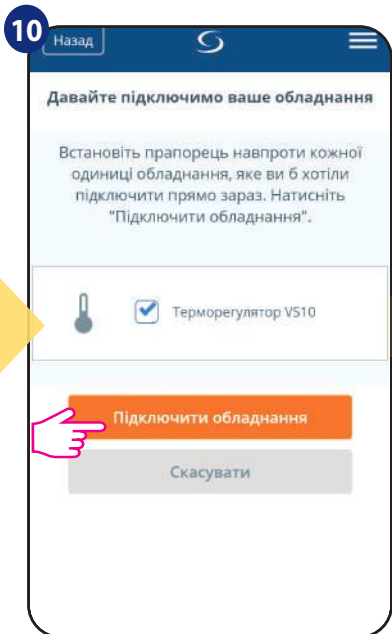 10
Назад
Давайте підключимо ваше обладнання
Встановіть прапорець навпроти кожної
одиниці обладнання, яке ви б хотіли
підключити прямо зараз. Натисніть
"Підключити обладнання".
Терморегулятор VS10
Підключити обладнання
Скасувати